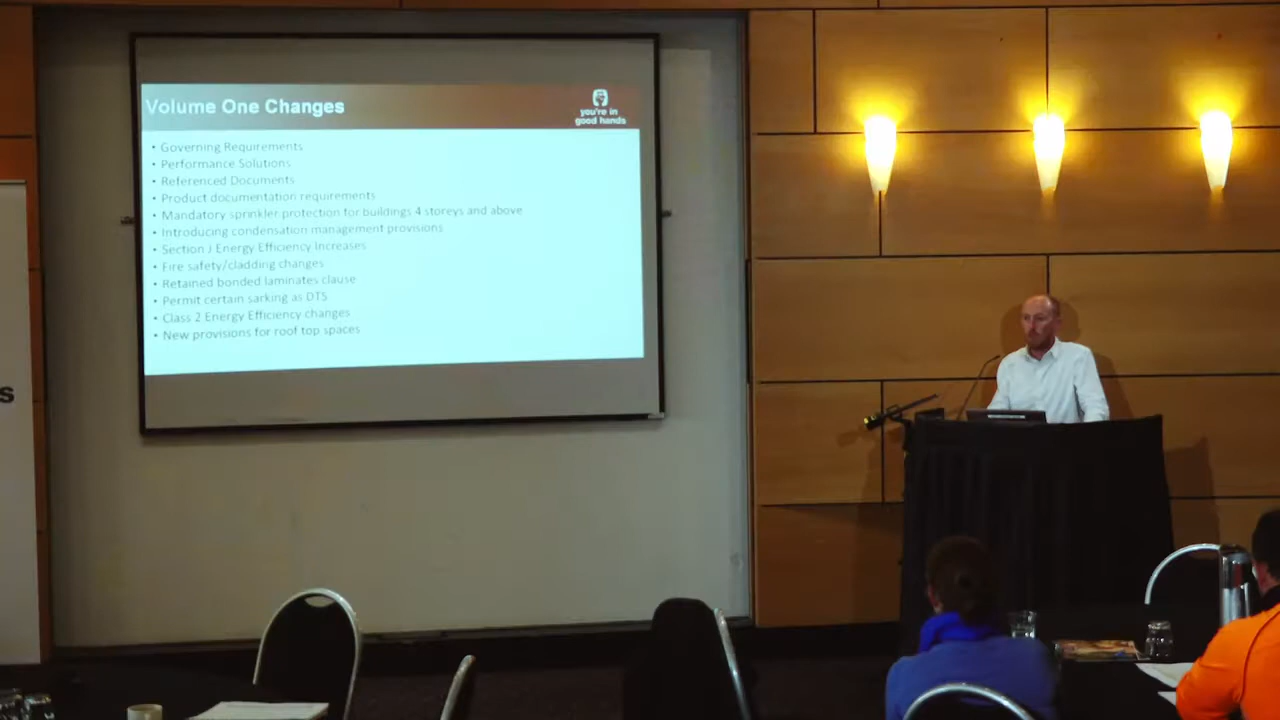 Volume One Changes
you're in
good hands
• Governing Requirements
• Performance Solutions
• Referenced Documents
• Product documentation requirements
• Mandatory sprinkler protection for buildings 4 storeys and above
• Introducing condensation management provisions
• Section J Energy Efficiency Increases
• Fire safety/cladding changes
• Retained bonded laminates clause
• Permit certain sarking as DTS
• Class 2 Energy Efficiency changes
• New provisions for roof top spaces
s